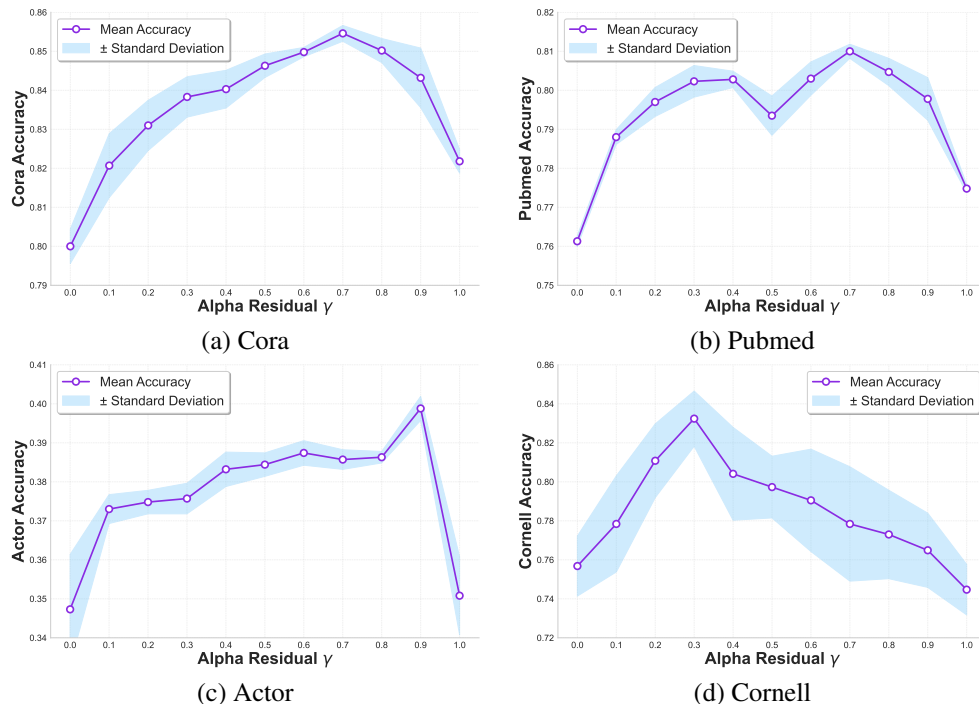 0.86
0.85
0.84
0.83
0.82
0.81
0.80
0.79
Cora Accuracy
Mean Accuracy
± Standard Deviation
0.0 0.1 0.2 0.3 0.4 0.5 0.6 0.7 0.8 0.9 1.0
Alpha Residual γ
(a) Cora
0.82
0.81
0.80
0.79
0.78
0.77
0.76
0.75
Pubmed Accuracy
Mean Accuracy
± Standard Deviation
0.0 0.1 0.2 0.3 0.4 0.5 0.6 0.7 0.8 0.9 1.0
Alpha Residual γ
(b) Pubmed
0.41
0.40
0.39
0.38
0.37
0.36
0.35
0.34
Actor Accuracy
Mean Accuracy
± Standard Deviation
0.0 0.1 0.2 0.3 0.4 0.5 0.6 0.7 0.8 0.9 1.0
Alpha Residual γ
(c) Actor
0.86
0.84
0.82
0.80
0.78
0.76
0.74
0.72
Cornell Accuracy
Mean Accuracy
± Standard Deviation
0.0 0.1 0.2 0.3 0.4 0.5 0.6 0.7 0.8 0.9 1.0
Alpha Residual γ
(d) Cornell